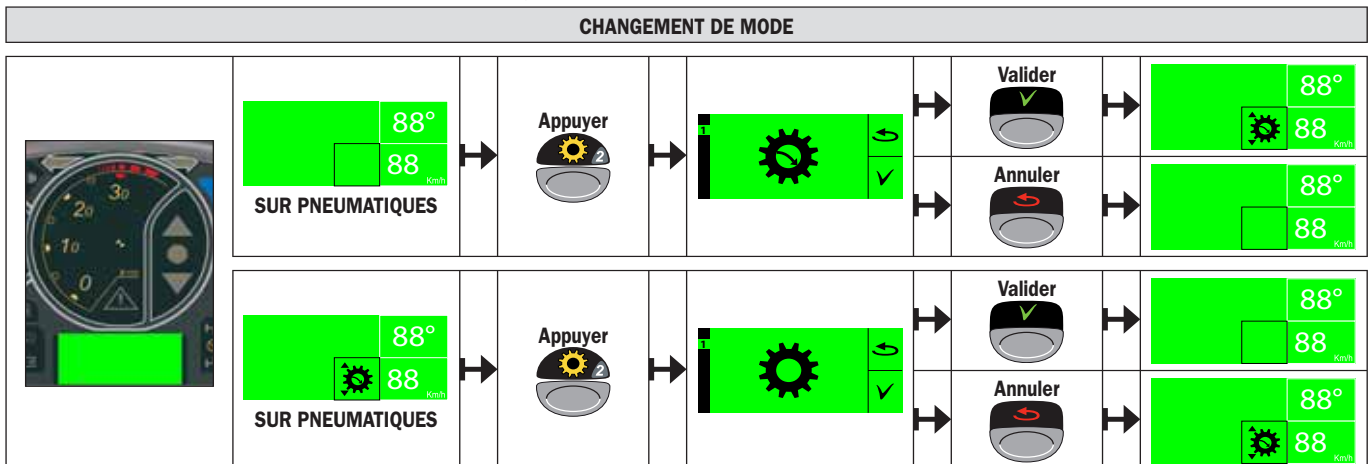 CHANGEMENT DE MODE
0
10
20
30
88°
88
Km/h
SUR PNEUMATIQUES
Appuyer
2
1
Valider
88°
88
Km/h
Annuler
88°
88
Km/h
88°
88
Km/h
SUR PNEUMATIQUES
Appuyer
2
1
Valider
88°
88
Km/h
Annuler
88°
88
Km/h